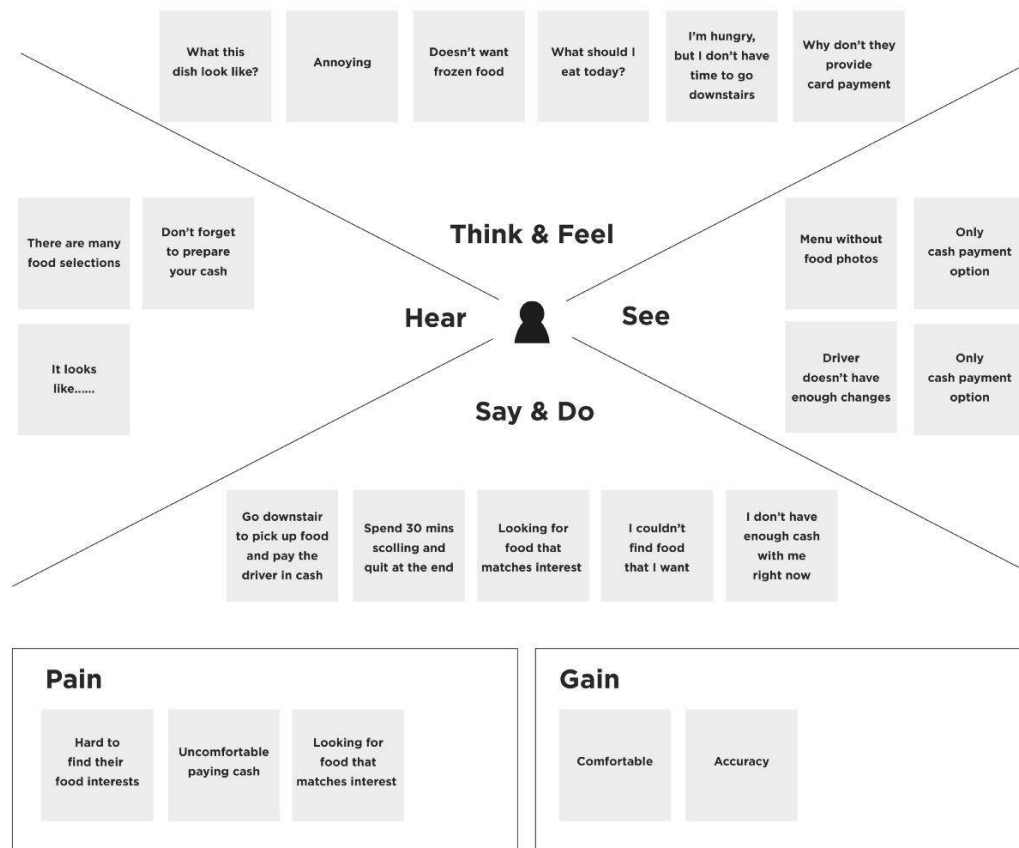 What this
dish look like?
Annoying
Doesn't want
frozen food
What should I
eat today?
I'm hungry,
but I don't have
time to go
downstairs
Why don't they
provide
card payment
Think & Feel
There are many
food selections
Don't forget
to prepare
your cash
It looks
like......
Hear
See
Menu without
food photos
Only
cash payment
option
Driver
doesn't have
enough changes
Only
cash payment
option
Say & Do
Go downstair
to pick up food
and pay the
driver in cash
Spend 30 mins
scolling and
quit at the end
Looking for
food that
matches interest
I couldn't
find food
that I want
I don't have
enough cash
with me
right now
Pain
Hard to
find their
food interests
Uncomfortable
paying cash
Looking for
food that
matches interest
Gain
Comfortable
Accuracy